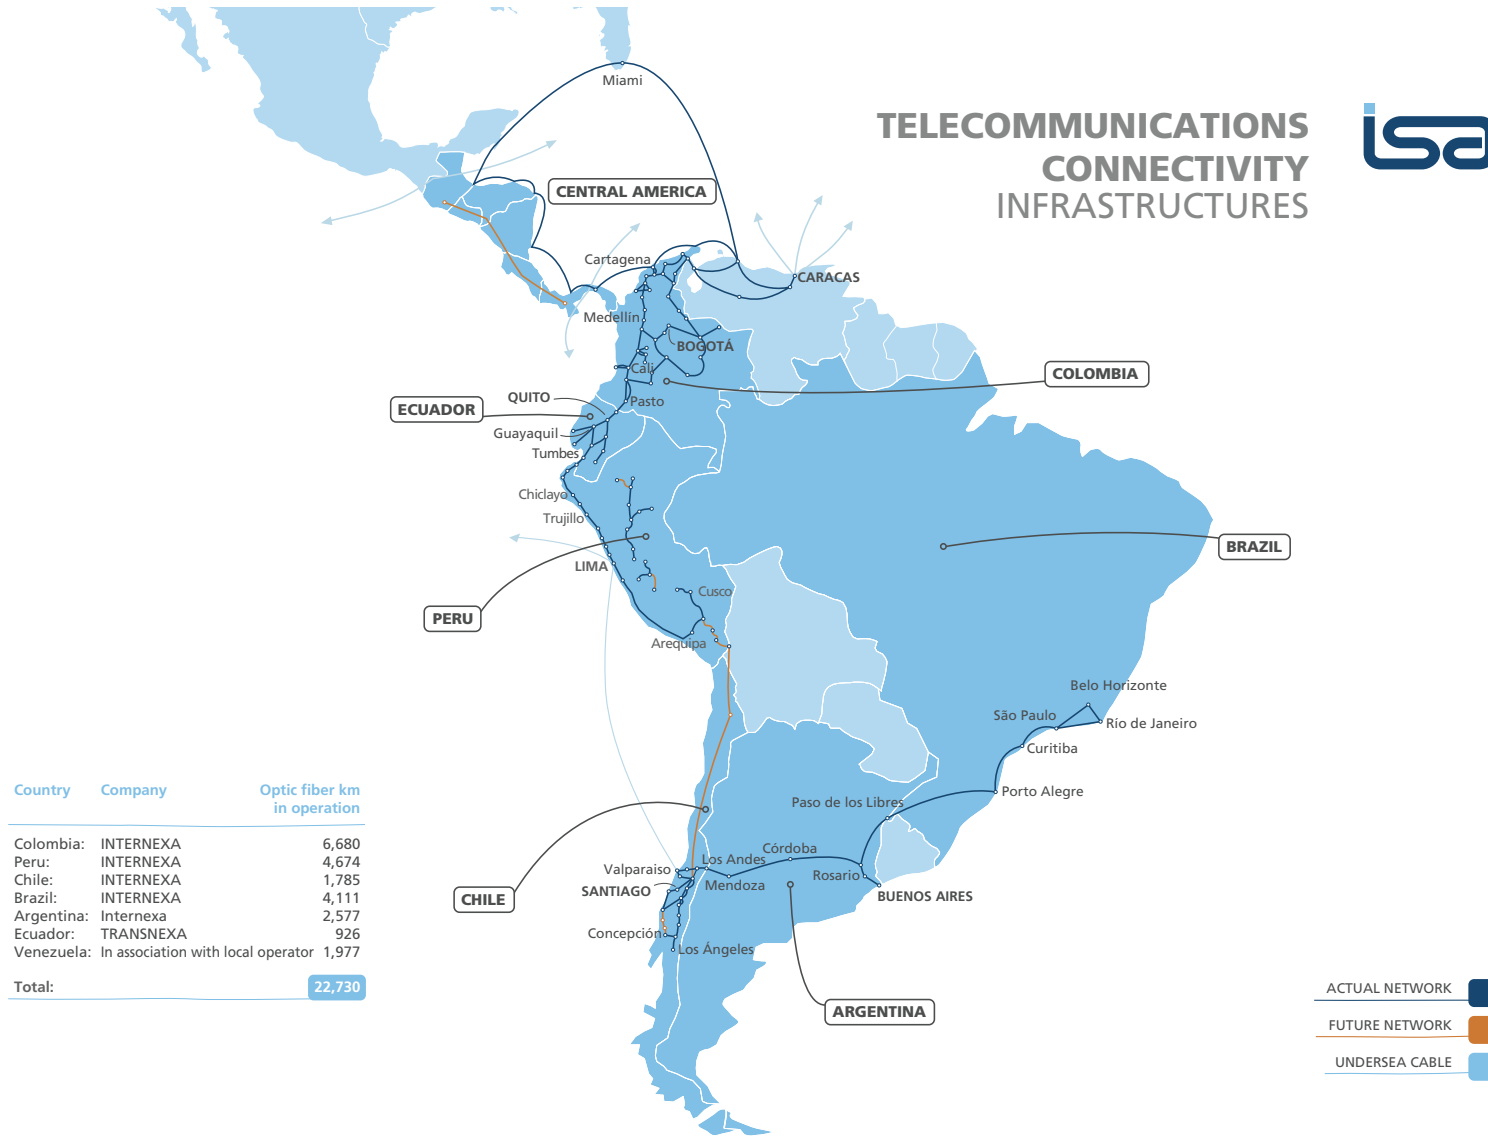 TELECOMMUNICATIONS
CONNECTIVITY
INFRASTRUCTURES
isa
Miami
CENTRAL AMERICA
Cartagena
CARACAS
Medellín
BOGOTÁ
Cali
COLOMBIA
QUITO
Pasto
ECUADOR
Guayaquil
Tumbes
Chiclayo
Trujillo
LIMA
BRAZIL
Cusco
PERU
Arequipa
Belo Horizonte
São Paulo
Río de Janeiro
Curitiba
Porto Alegre
Paso de los Libres
Córdoba
Los Andes
Valparaiso
Rosario
Mendoza
SANTIAGO
BUENOS AIRES
CHILE
Concepción
Los Ángeles
ARGENTINA
Country Company Optic fiber km
in operation
Colombia: INTERNEXA 6,680
Peru: INTERNEXA 4,674
Chile: INTERNEXA 1,785
Brazil: INTERNEXA 4,111
Argentina: Internexa 2,577
Ecuador: TRANSNEXA 926
Venezuela: In association with local operator 1,977
Total: 22,730
ACTUAL NETWORK
FUTURE NETWORK
UNDERSEA CABLE